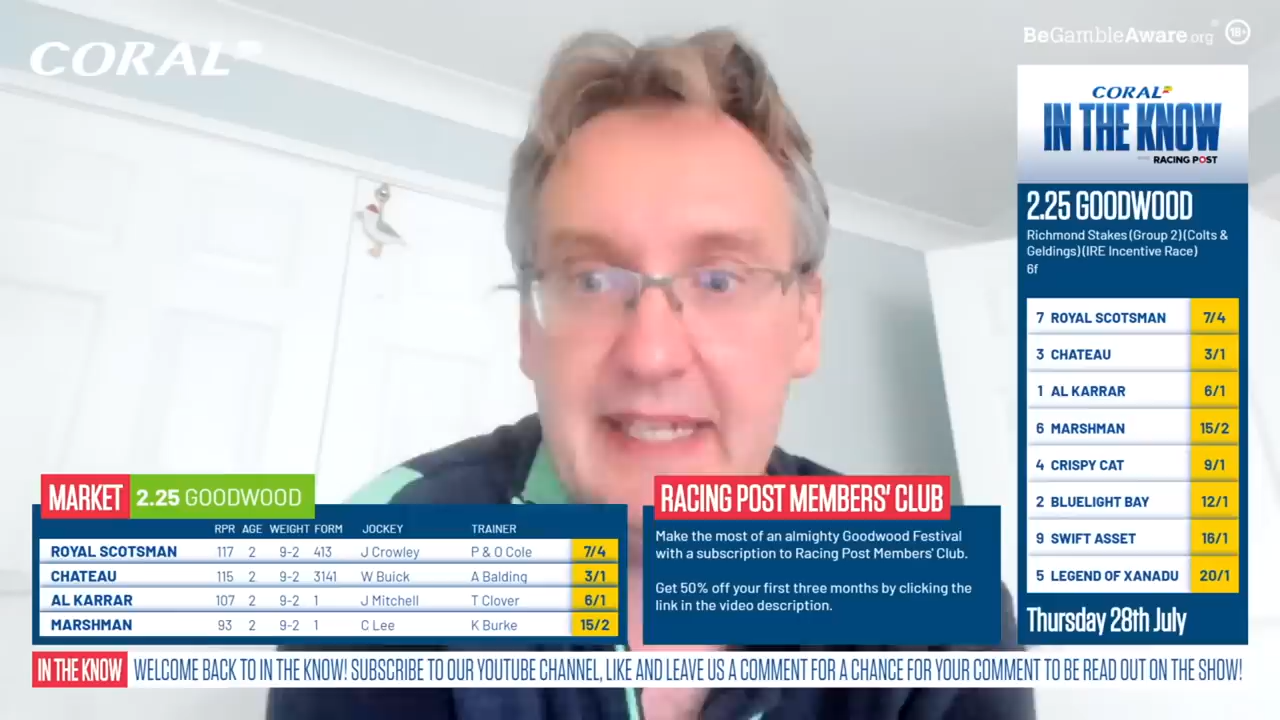 CORAL
BeGambleAware.org 18+
CORAL
IN THE KNOW
RACING POST
2.25 GOODWOOD
Richmond Stakes (Group 2) (Colts &
Geldings) (IRE Incentive Race)
6f
7 ROYAL SCOTSMAN 7/4
3 CHATEAU 3/1
1 AL KARRAR 6/1
6 MARSHMAN 15/2
4 CRISPY CAT 9/1
2 BLUELIGHT BAY 12/1
9 SWIFT ASSET 16/1
5 LEGEND OF XANADU 20/1
Thursday 28th July
MARKET 2.25 GOODWOOD
RPR AGE WEIGHT FORM JOCKEY TRAINER
ROYAL SCOTSMAN 117 2 9-2 413 J Crowley P & O Cole 7/4
CHATEAU 115 2 9-2 3141 W Buick A Balding 3/1
AL KARRAR 107 2 9-2 1 J Mitchell T Clover 6/1
MARSHMAN 93 2 9-2 1 C Lee K Burke 15/2
RACING POST MEMBERS' CLUB
Make the most of an almighty Goodwood Festival
with a subscription to Racing Post Members' Club.
Get 50% off your first three months by clicking the
link in the video description.
IN THE KNOW WELCOME BACK TO IN THE KNOW! SUBSCRIBE TO OUR YOUTUBE CHANNEL, LIKE AND LEAVE US A COMMENT FOR A CHANCE FOR YOUR COMMENT TO BE READ OUT ON THE SHOW!